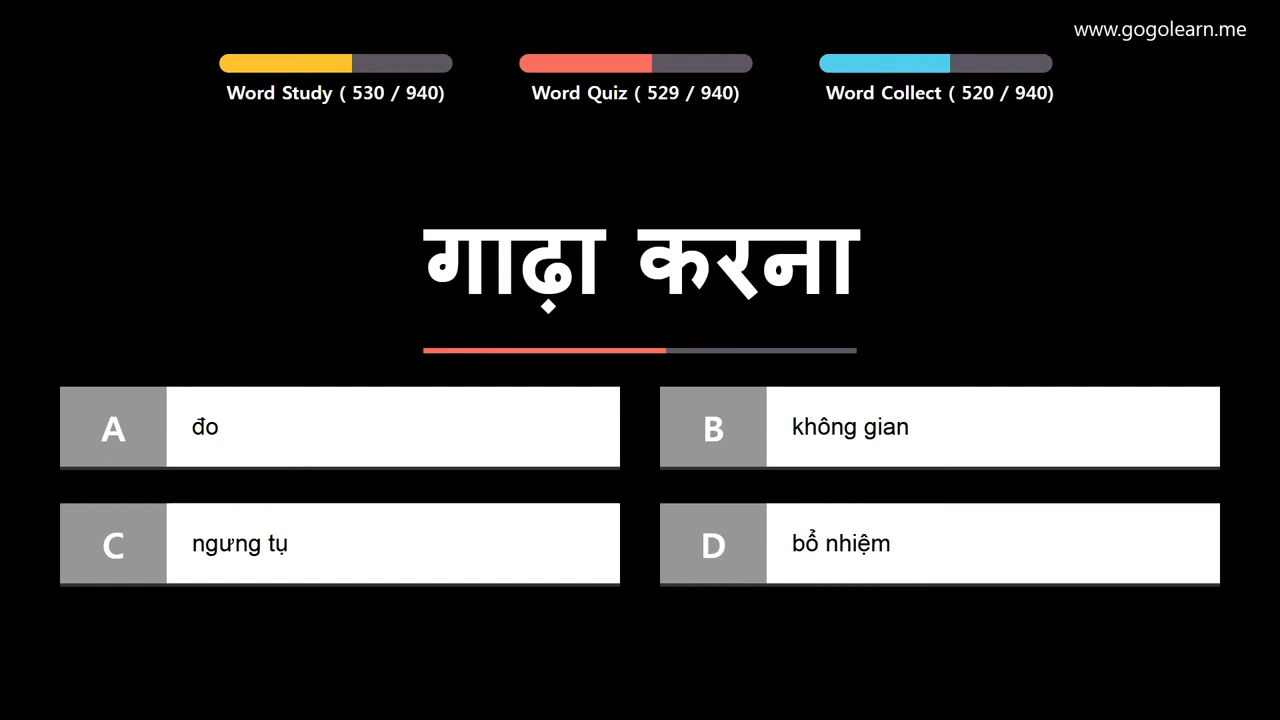 www.gogolearn.me
Word Study ( 530 / 940)
Word Quiz ( 529 / 940)
Word Collect ( 520 / 940)
गाढ़ा करना
A
đo
B
không gian
C
ngưng tụ
D
bổ nhiệm